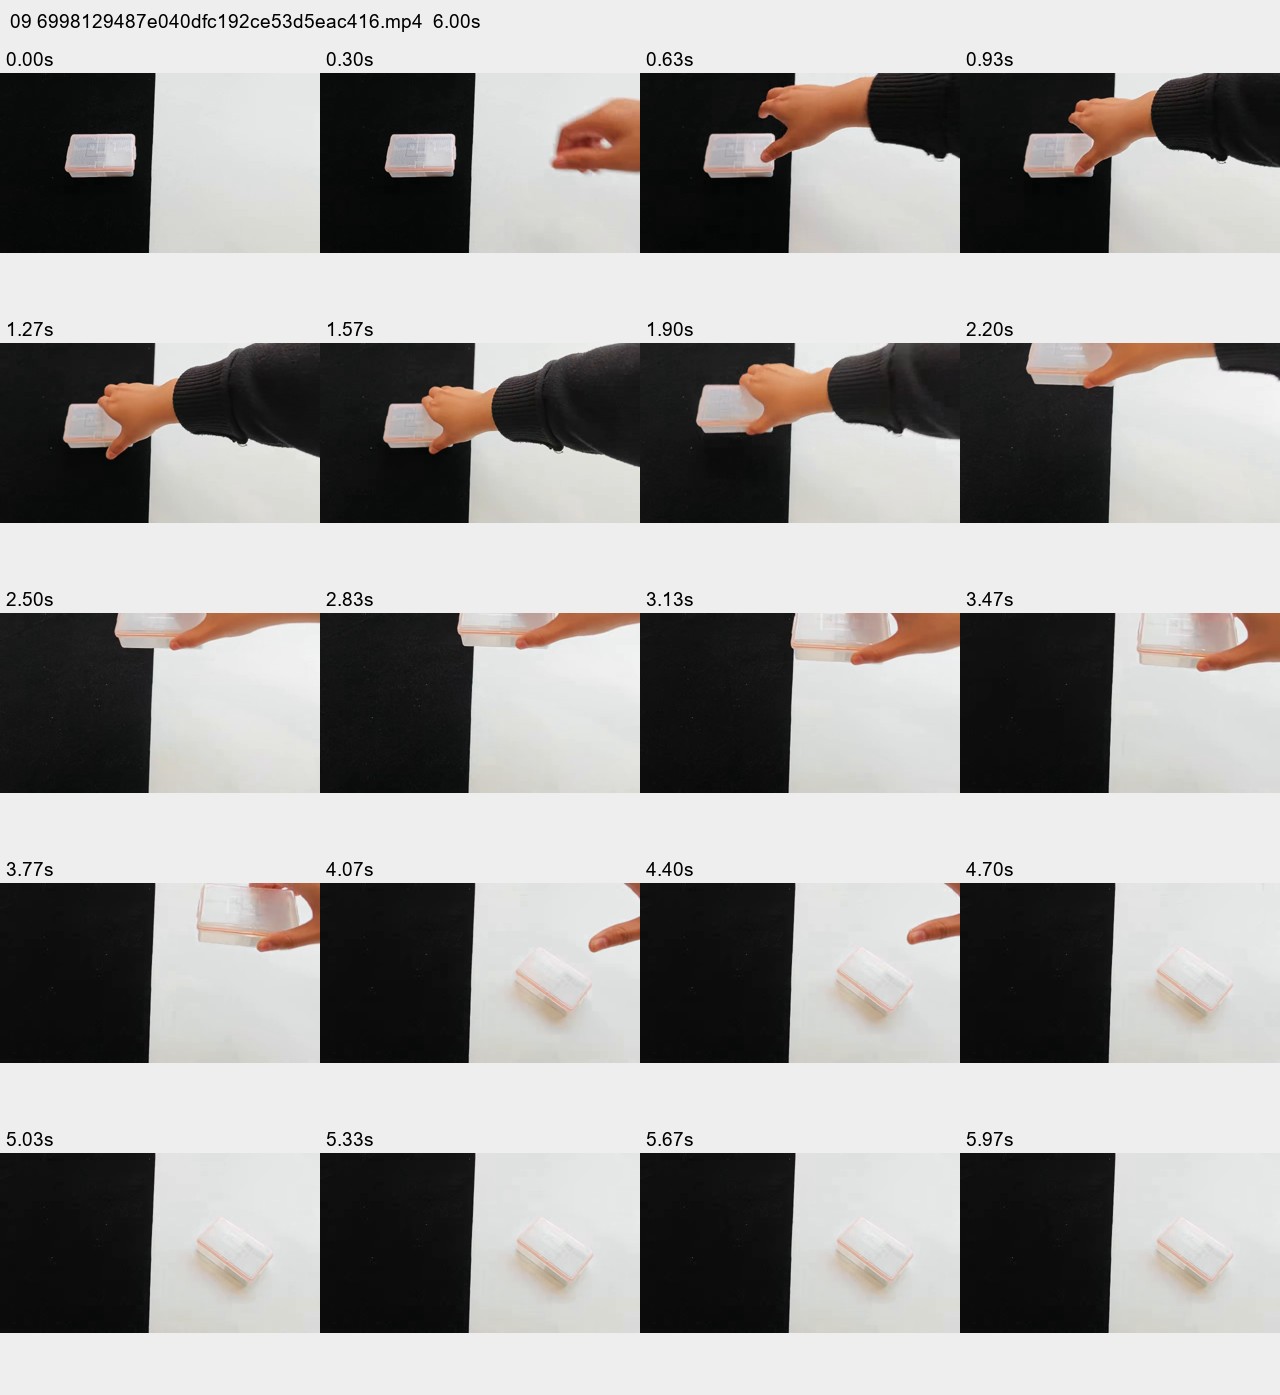 09 6998129487e040dfc192ce53d5eac416.mp4 6.00s
0.00s 0.30s 0.63s 0.93s
1.27s 1.57s 1.90s 2.20s
2.50s 2.83s 3.13s 3.47s
3.77s 4.07s 4.40s 4.70s
5.03s 5.33s 5.67s 5.97s